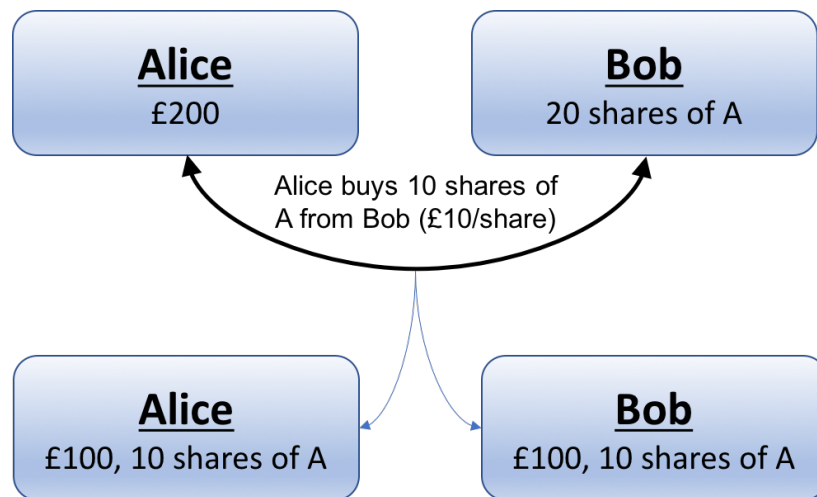 Alice
£200
Bob
20 shares of A
Alice buys 10 shares of
A from Bob (£10/share)
Alice
£100, 10 shares of A
Bob
£100, 10 shares of A